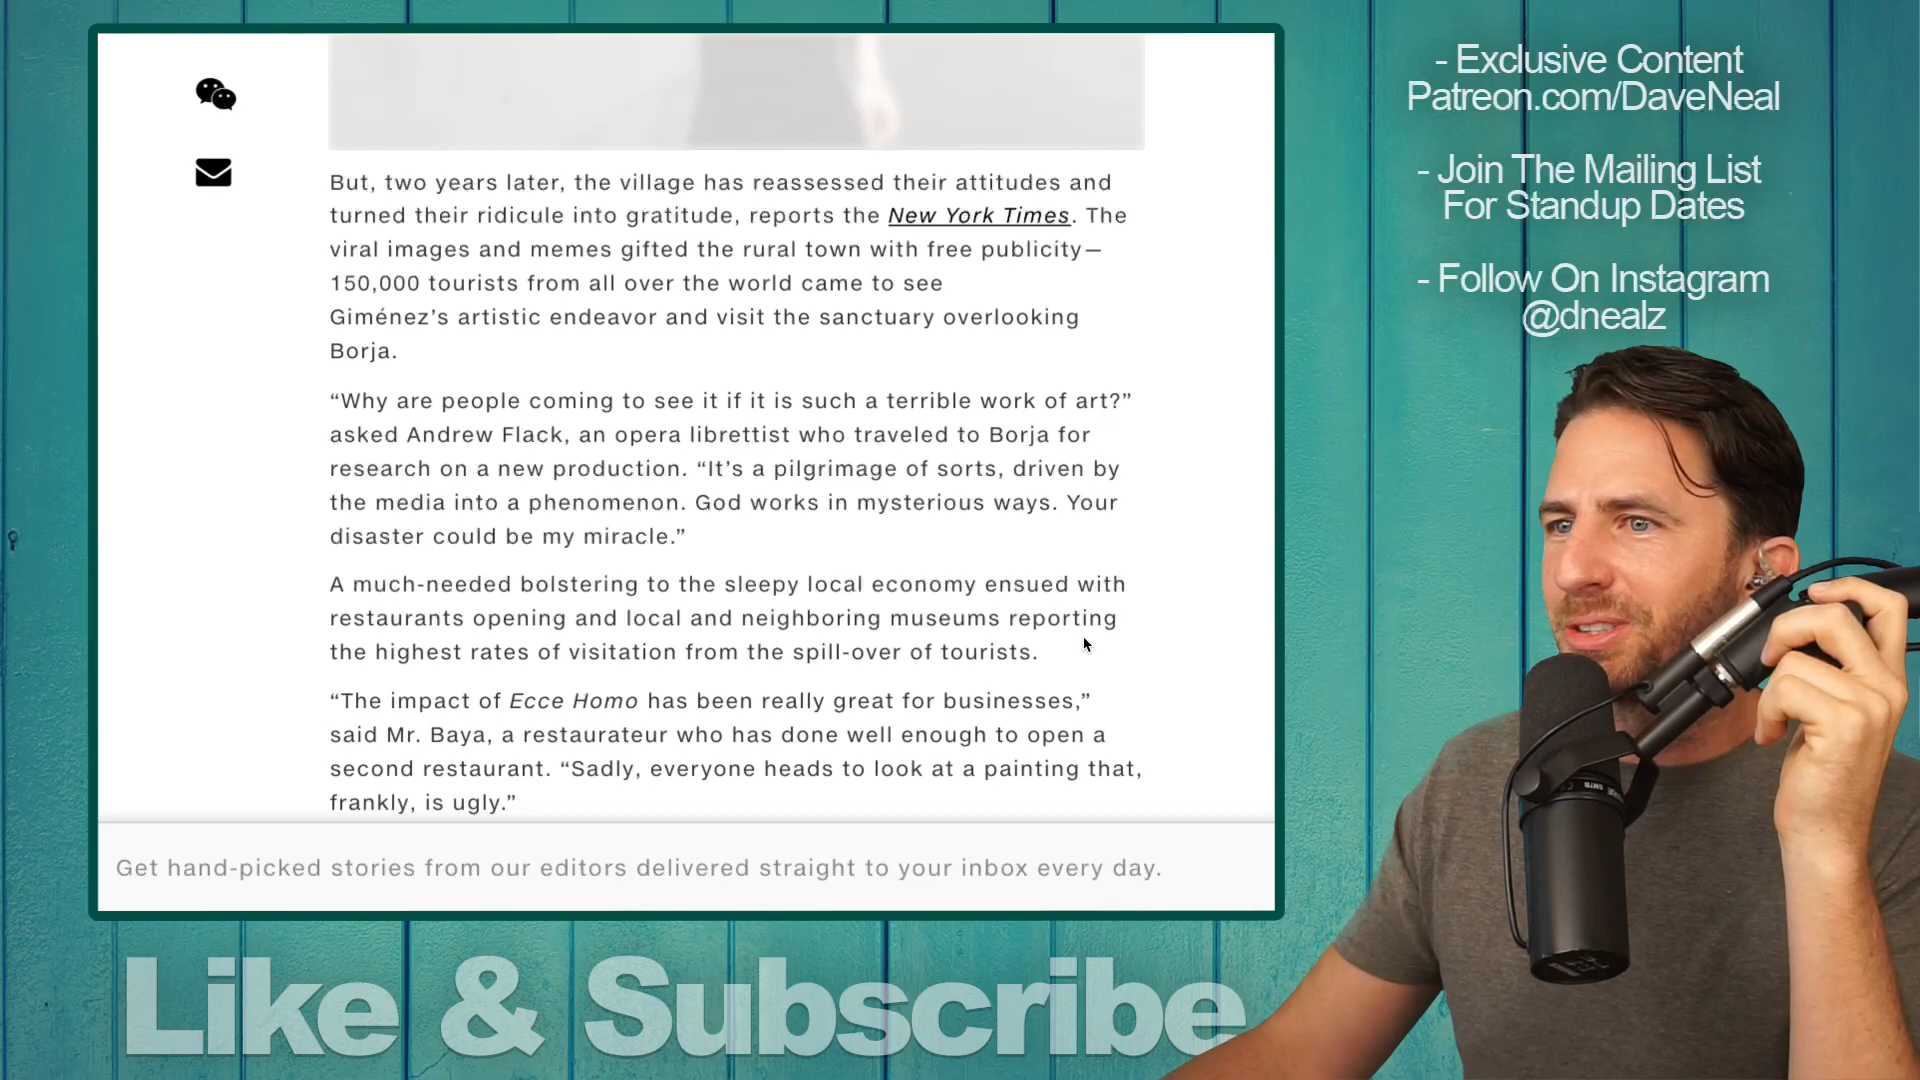 But, two years later, the village has reassessed their attitudes and
turned their ridicule into gratitude, reports the New York Times. The
viral images and memes gifted the rural town with free publicity—
150,000 tourists from all over the world came to see
Giménez’s artistic endeavor and visit the sanctuary overlooking
Borja.
“Why are people coming to see it if it is such a terrible work of art?”
asked Andrew Flack, an opera librettist who traveled to Borja for
research on a new production. “It’s a pilgrimage of sorts, driven by
the media into a phenomenon. God works in mysterious ways. Your
disaster could be my miracle.”
A much-needed bolstering to the sleepy local economy ensued with
restaurants opening and local and neighboring museums reporting
the highest rates of visitation from the spill-over of tourists.
“The impact of Ecce Homo has been really great for businesses,”
said Mr. Baya, a restaurateur who has done well enough to open a
second restaurant. “Sadly, everyone heads to look at a painting that,
frankly, is ugly.”
Get hand-picked stories from our editors delivered straight to your inbox every day.
- Exclusive Content
Patreon.com/DaveNeal
- Join The Mailing List
For Standup Dates
- Follow On Instagram
@dnealz
Like & Subscribe